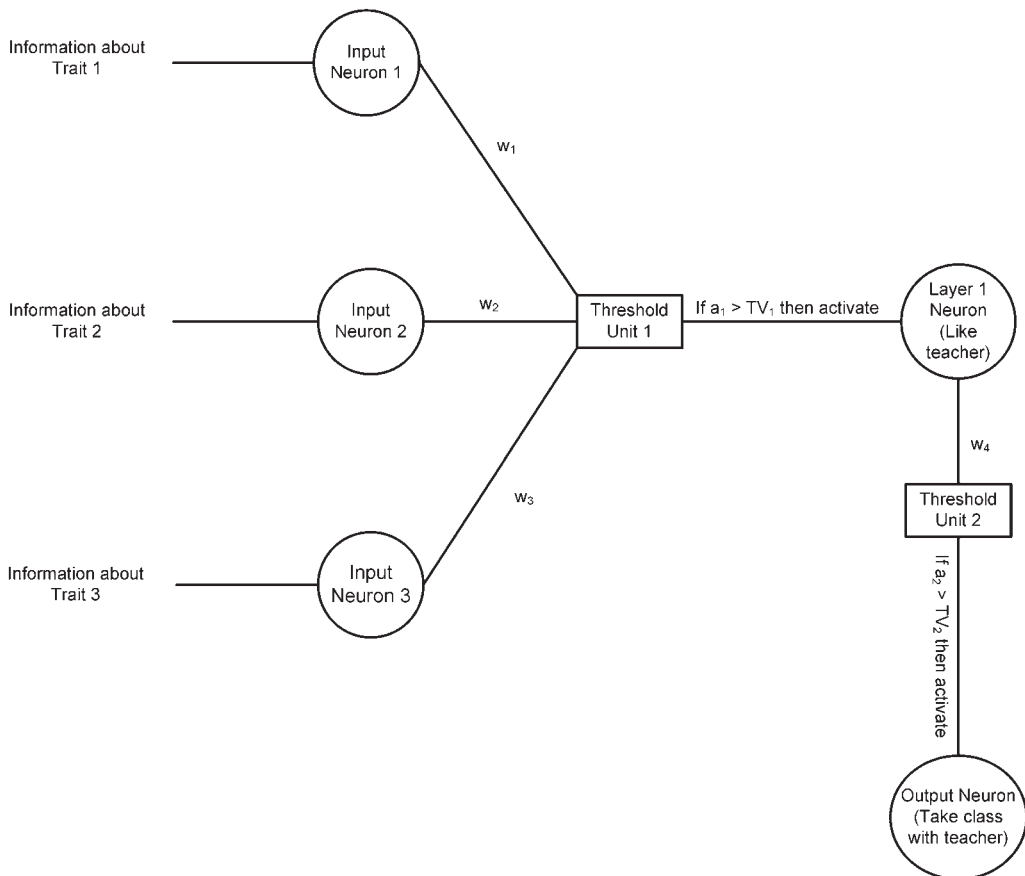 Information about
Trait 1
Input
Neuron 1
w₁
Information about
Trait 2
Input
Neuron 2
w₂
Threshold
Unit 1
If a₁ > TV₁ then activate
Layer 1
Neuron
(Like
teacher)
w₃
w₄
Threshold
Unit 2
Information about
Trait 3
Input
Neuron 3
If a₂ > TV₂ then activate
Output Neuron
(Take class
with teacher)